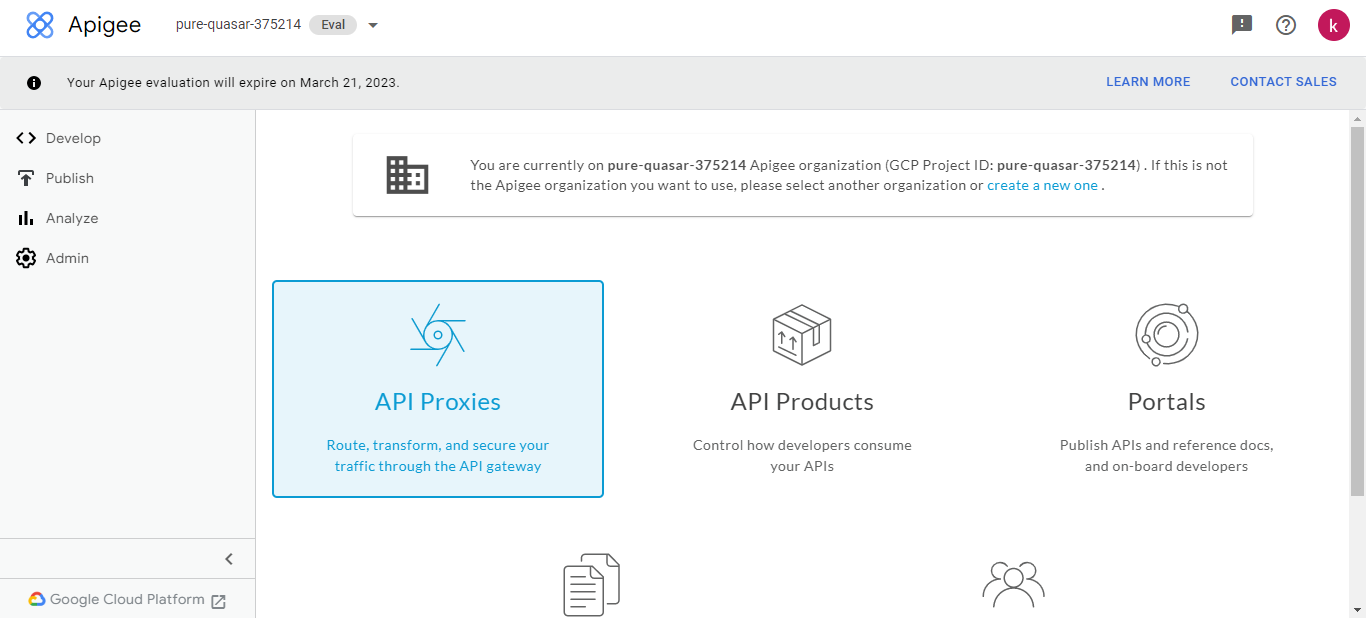 Apigee
pure-quasar-375214 Eval
k
Your Apigee evaluation will expire on March 21, 2023.
LEARN MORE
CONTACT SALES
Develop
Publish
Analyze
Admin
You are currently on pure-quasar-375214 Apigee organization (GCP Project ID: pure-quasar-375214) . If this is not
the Apigee organization you want to use, please select another organization or create a new one .
API Proxies
Route, transform, and secure your
traffic through the API gateway
API Products
Control how developers consume
your APIs
Portals
Publish APIs and reference docs,
and on-board developers
Google Cloud Platform